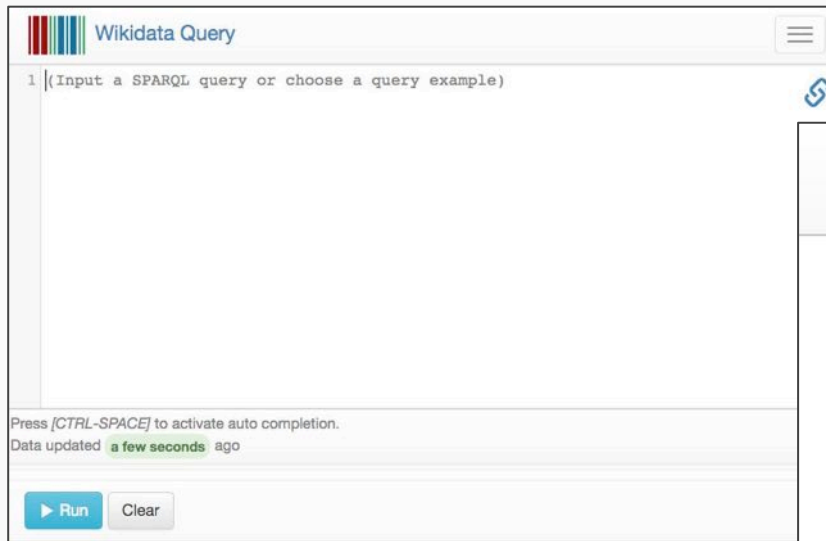 Wikidata Query
1 (Input a SPARQL query or choose a query example)
Press [CTRL-SPACE] to activate auto completion.
Data updated a few seconds ago
Run Clear